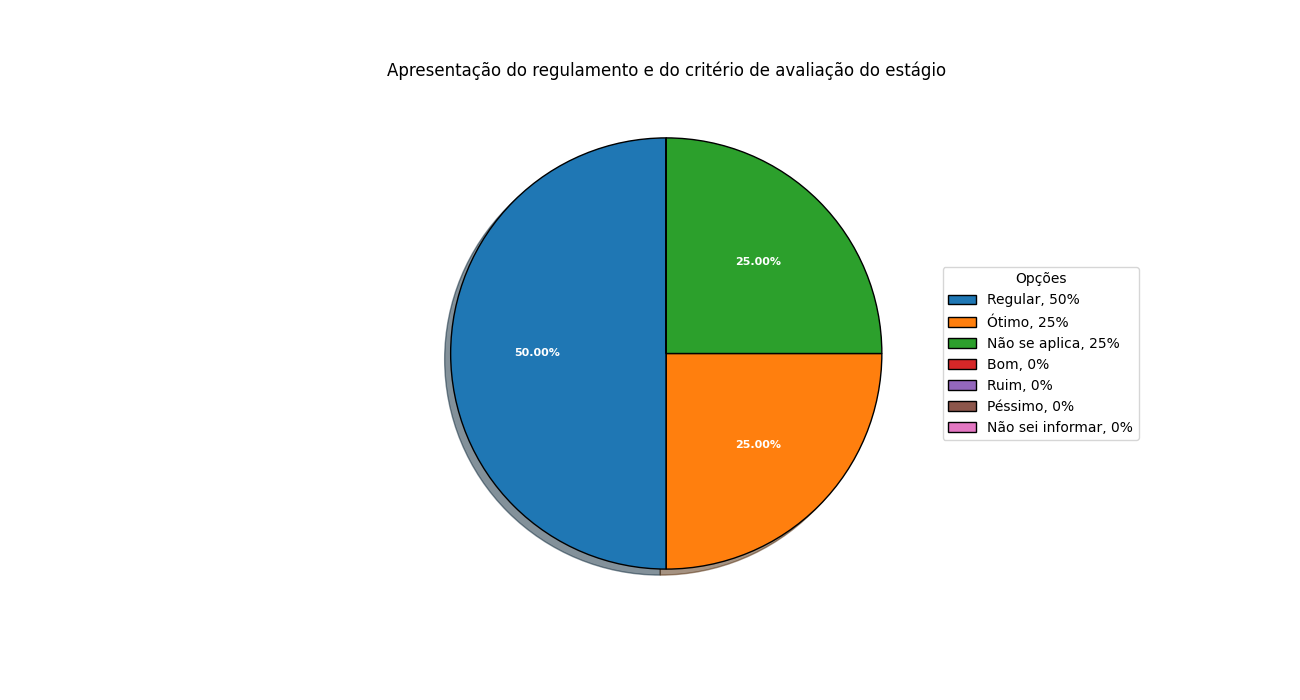 Apresentação do regulamento e do critério de avaliação do estágio
25.00%
50.00%
25.00%
Opções
Regular, 50%
Ótimo, 25%
Não se aplica, 25%
Bom, 0%
Ruim, 0%
Péssimo, 0%
Não sei informar, 0%